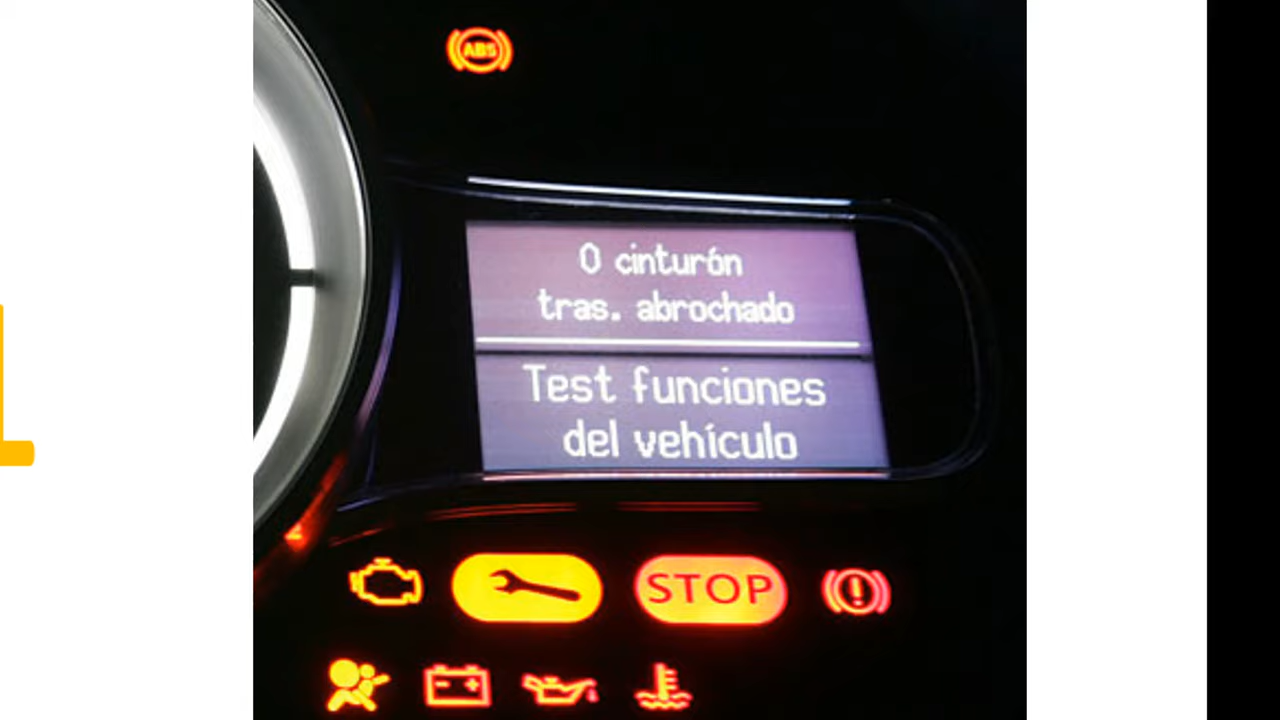 ABS
0 cinturón
tras. abrochado
Test funciones
del vehículo
STOP